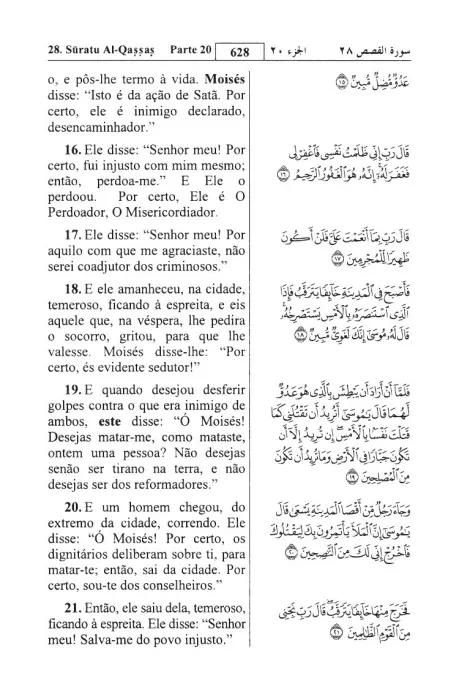 28. Sūratu Al-Qaṣṣaṣ Parte 20 628 الجزء ٢٠ سورة القصص ٢٨
o, e pôs-lhe termo à vida. Moisés
disse: “Isto é da ação de Satã. Por
certo, ele é inimigo declarado,
desencaminhador.”
16. Ele disse: “Senhor meu! Por
certo, fui injusto com mim mesmo;
então, perdoa-me.” E Ele o
perdoou. Por certo, Ele é O
Perdoador, O Misericordiador.
17. Ele disse: “Senhor meu! Por
aquilo com que me agraciaste, não
serei coadjutor dos criminosos.”
18. E ele amanheceu, na cidade,
temeroso, ficando à espreita, e eis
aquele que, na véspera, lhe pedira
o socorro, gritou, para que lhe
valesse. Moisés disse-lhe: “Por
certo, és evidente sedutor!”
19. E quando desejou desferir
golpes contra o que era inimigo de
ambos, este disse: “Ó Moisés!
Desejas matar-me, como mataste,
ontem uma pessoa? Não desejas
senão ser tirano na terra, e não
desejas ser dos reformadores.”
20. E um homem chegou, do
extremo da cidade, correndo. Ele
disse: “Ó Moisés! Por certo, os
dignitários deliberam sobre ti, para
matar-te; então, sai da cidade. Por
certo, sou-te dos conselheiros.”
21. Então, ele saiu dela, temeroso,
ficando à espreita. Ele disse: “Senhor
meu! Salva-me do povo injusto.”
عَدُوٌّ مُّضِلٌّ مُّبِينٌ ١٥
قَالَ رَبِّ إِنِّي ظَلَمْتُ نَفْسِي فَاغْفِرْ لِي
فَغَفَرَ لَهُ إِنَّهُ هُوَ الْغَفُورُ الرَّحِيمُ ١٦
قَالَ رَبِّ بِمَا أَنْعَمْتَ عَلَيَّ فَلَنْ أَكُونَ
ظَهِيرًا لِّلْمُجْرِمِينَ ١٧
فَأَصْبَحَ فِي الْمَدِينَةِ خَائِفًا يَتَرَقَّبُ فَإِذَا
الَّذِي اسْتَنصَرَهُ بِالْأَمْسِ يَسْتَصْرِخُهُ
قَالَ لَهُ مُوسَىٰ إِنَّكَ لَغَوِيٌّ مُّبِينٌ ١٨
فَلَمَّا أَنْ أَرَادَ أَن يَبْطِشَ بِالَّذِي هُوَ عَدُوٌّ
لَّهُمَا قَالَ يَا مُوسَىٰ أَتُرِيدُ أَن تَقْتُلَنِي كَمَا
قَتَلْتَ نَفْسًا بِالْأَمْسِ إِن تُرِيدُ إِلَّا أَن
تَكُونَ جَبَّارًا فِي الْأَرْضِ وَمَا تُرِيدُ أَن تَكُونَ
مِنَ الْمُصْلِحِينَ ١٩
وَجَاءَ رَجُلٌ مِّنْ أَقْصَا الْمَدِينَةِ يَسْعَىٰ قَالَ
يَا مُوسَىٰ إِنَّ الْمَلَأَ يَأْتَمِرُونَ بِكَ لِيَقْتُلُوكَ
فَاخْرُجْ إِنِّي لَكَ مِنَ النَّاصِحِينَ ٢٠
فَخَرَجَ مِنْهَا خَائِفًا يَتَرَقَّبُ قَالَ رَبِّ نَجِّنِي
مِنَ الْقَوْمِ الظَّالِمِينَ ٢١